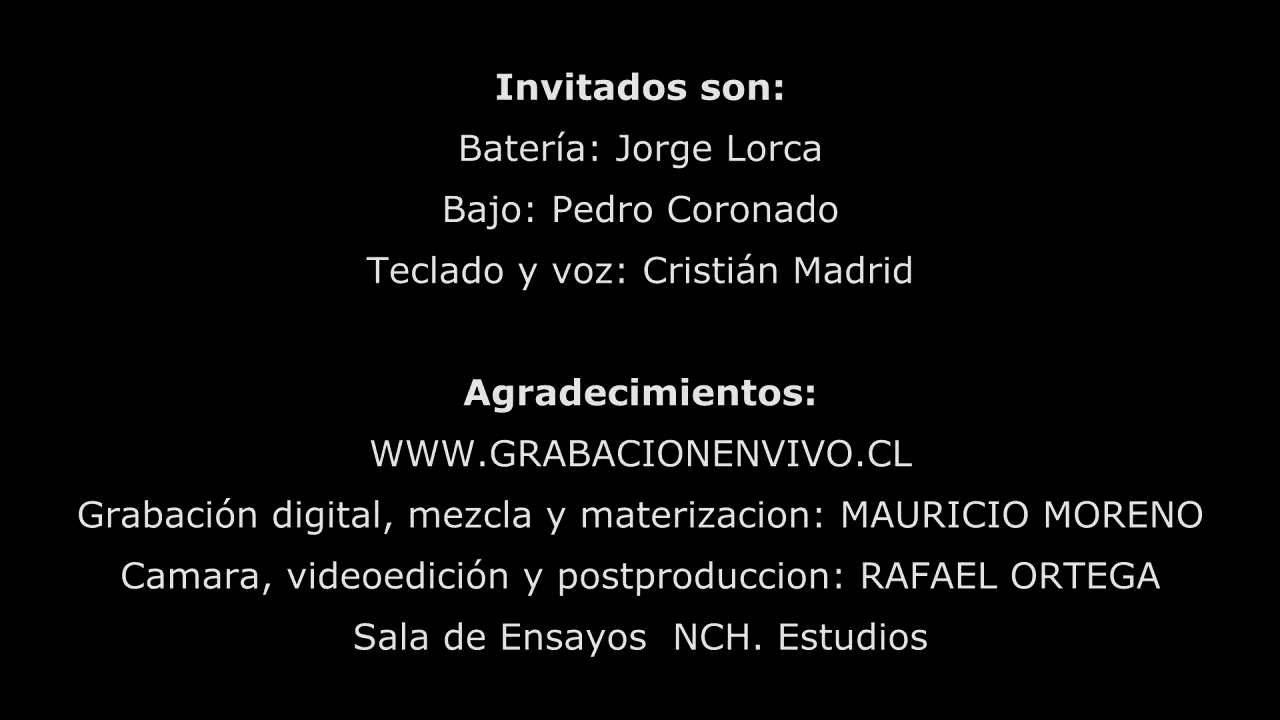 Invitados son:
Batería: Jorge Lorca
Bajo: Pedro Coronado
Teclado y voz: Cristián Madrid
Agradecimientos:
WWW.GRABACIONENVIVO.CL
Grabación digital, mezcla y materizacion: MAURICIO MORENO
Camara, videoedición y postproduccion: RAFAEL ORTEGA
Sala de Ensayos  NCH. Estudios